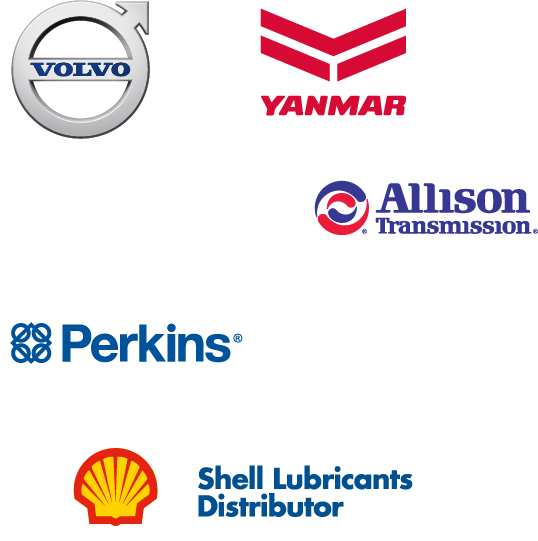 VOLVO
YANMAR
Allison
Transmission®
Perkins®
Shell Lubricants
Distributor